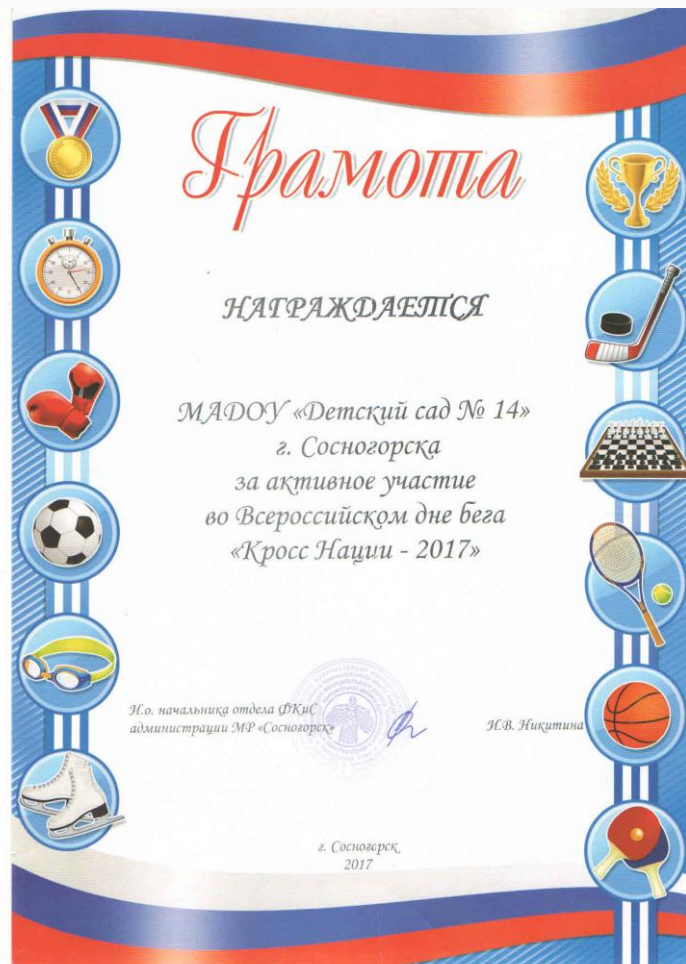 Грамота
НАГРАЖДАЕТСЯ
МАДОУ «Детский сад № 14»
г. Сосногорска
за активное участие
во Всероссийском дне бега
«Кросс Нации - 2017»
И.о. начальника отдела ФКиС
администрации МР «Сосногорск»
И.В. Никитина
г. Сосногорск
2017